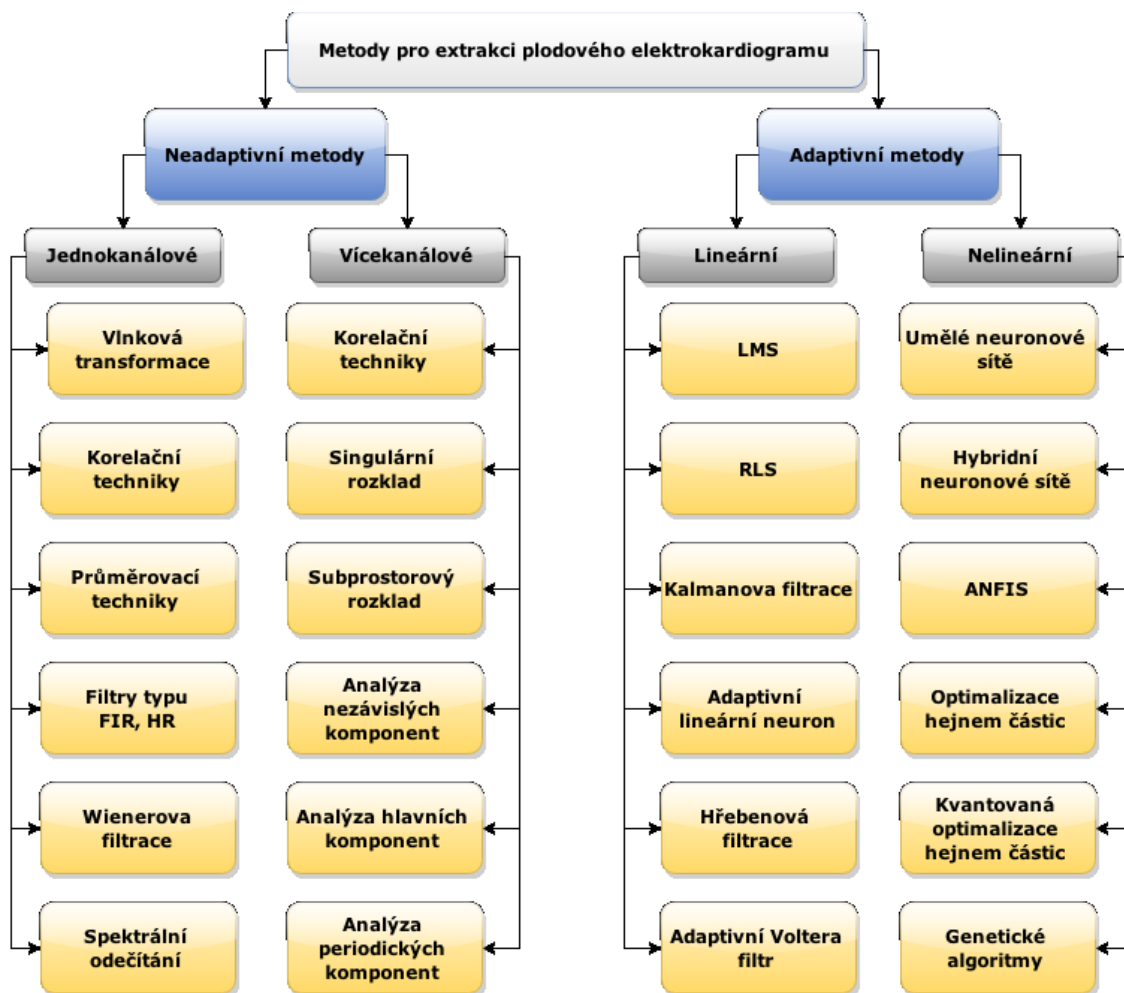 Metody pro extrakci plodového elektrokardiogramu
Neadaptivní metody
Adaptivní metody
Jednokanálové
Vícekanálové
Lineární
Nelineární
Vlnková
transformace
Korelační
techniky
Průměrovací
techniky
Filtry typu
FIR, HR
Wienerova
filtrace
Spektrální
odečítání
Korelační
techniky
Singulární
rozklad
Subprostorový
rozklad
Analýza
nezávislých
komponent
Analýza hlavních
komponent
Analýza
periodických
komponent
LMS
RLS
Kalmanova filtrace
Adaptivní
lineární neuron
Hřebenová
filtrace
Adaptivní Voltera
filtr
Umělé neuronové
sítě
Hybridní
neuronové sítě
ANFIS
Optimalizace
hejnem částic
Kvantovaná
optimalizace
hejnem částic
Genetické
algoritmy